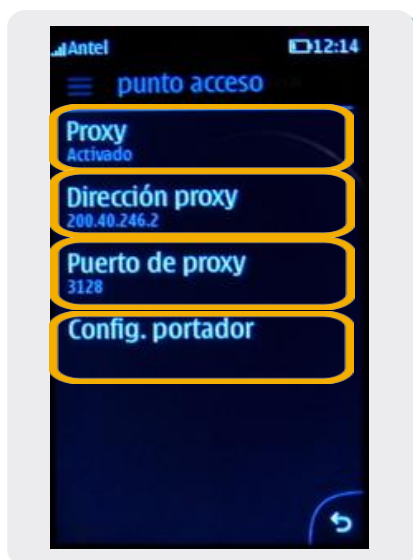 Antel 12:14
punto acceso
Proxy
Activado
Dirección proxy
200.40.246.2
Puerto de proxy
3128
Config. portador